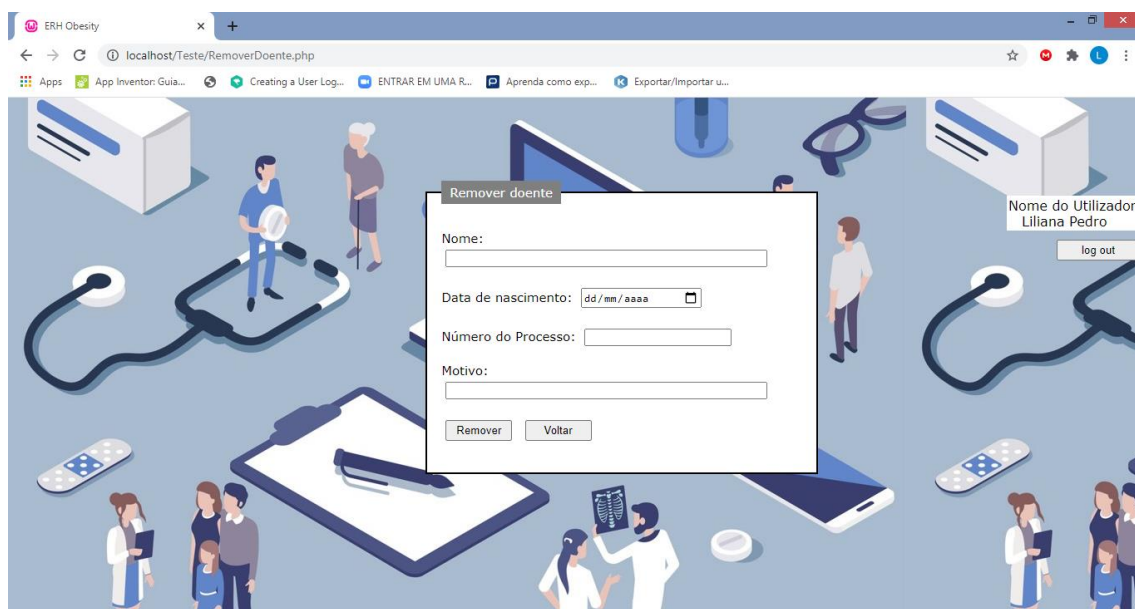 ERH Obesity
localhost/Teste/RemoverDoente.php
L
Apps App Inventor: Guia... Creating a User Log... ENTRAR EM UMA R... Aprenda como exp... Exportar/Importar u...
Remover doente
Nome:
Data de nascimento: dd/mm/aaaa
Número do Processo:
Motivo:
Remover Voltar
Nome do Utilizador
Liliana Pedro
log out